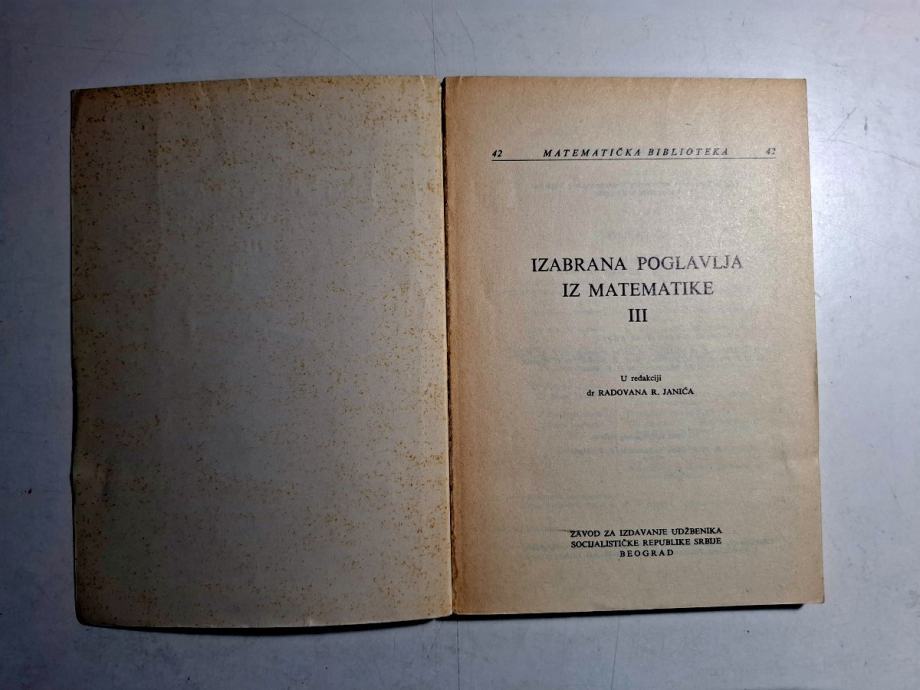 42 MATEMATIČKA BIBLIOTEKA 42
IZABRANA POGLAVLJA
IZ MATEMATIKE
III
U redakciji
dr RADOVANA R. JANIĆA
ZAVOD ZA IZDAVANJE UDŽBENIKA
SOCIJALISTIČKE REPUBLIKE SRBIJE
BEOGRAD